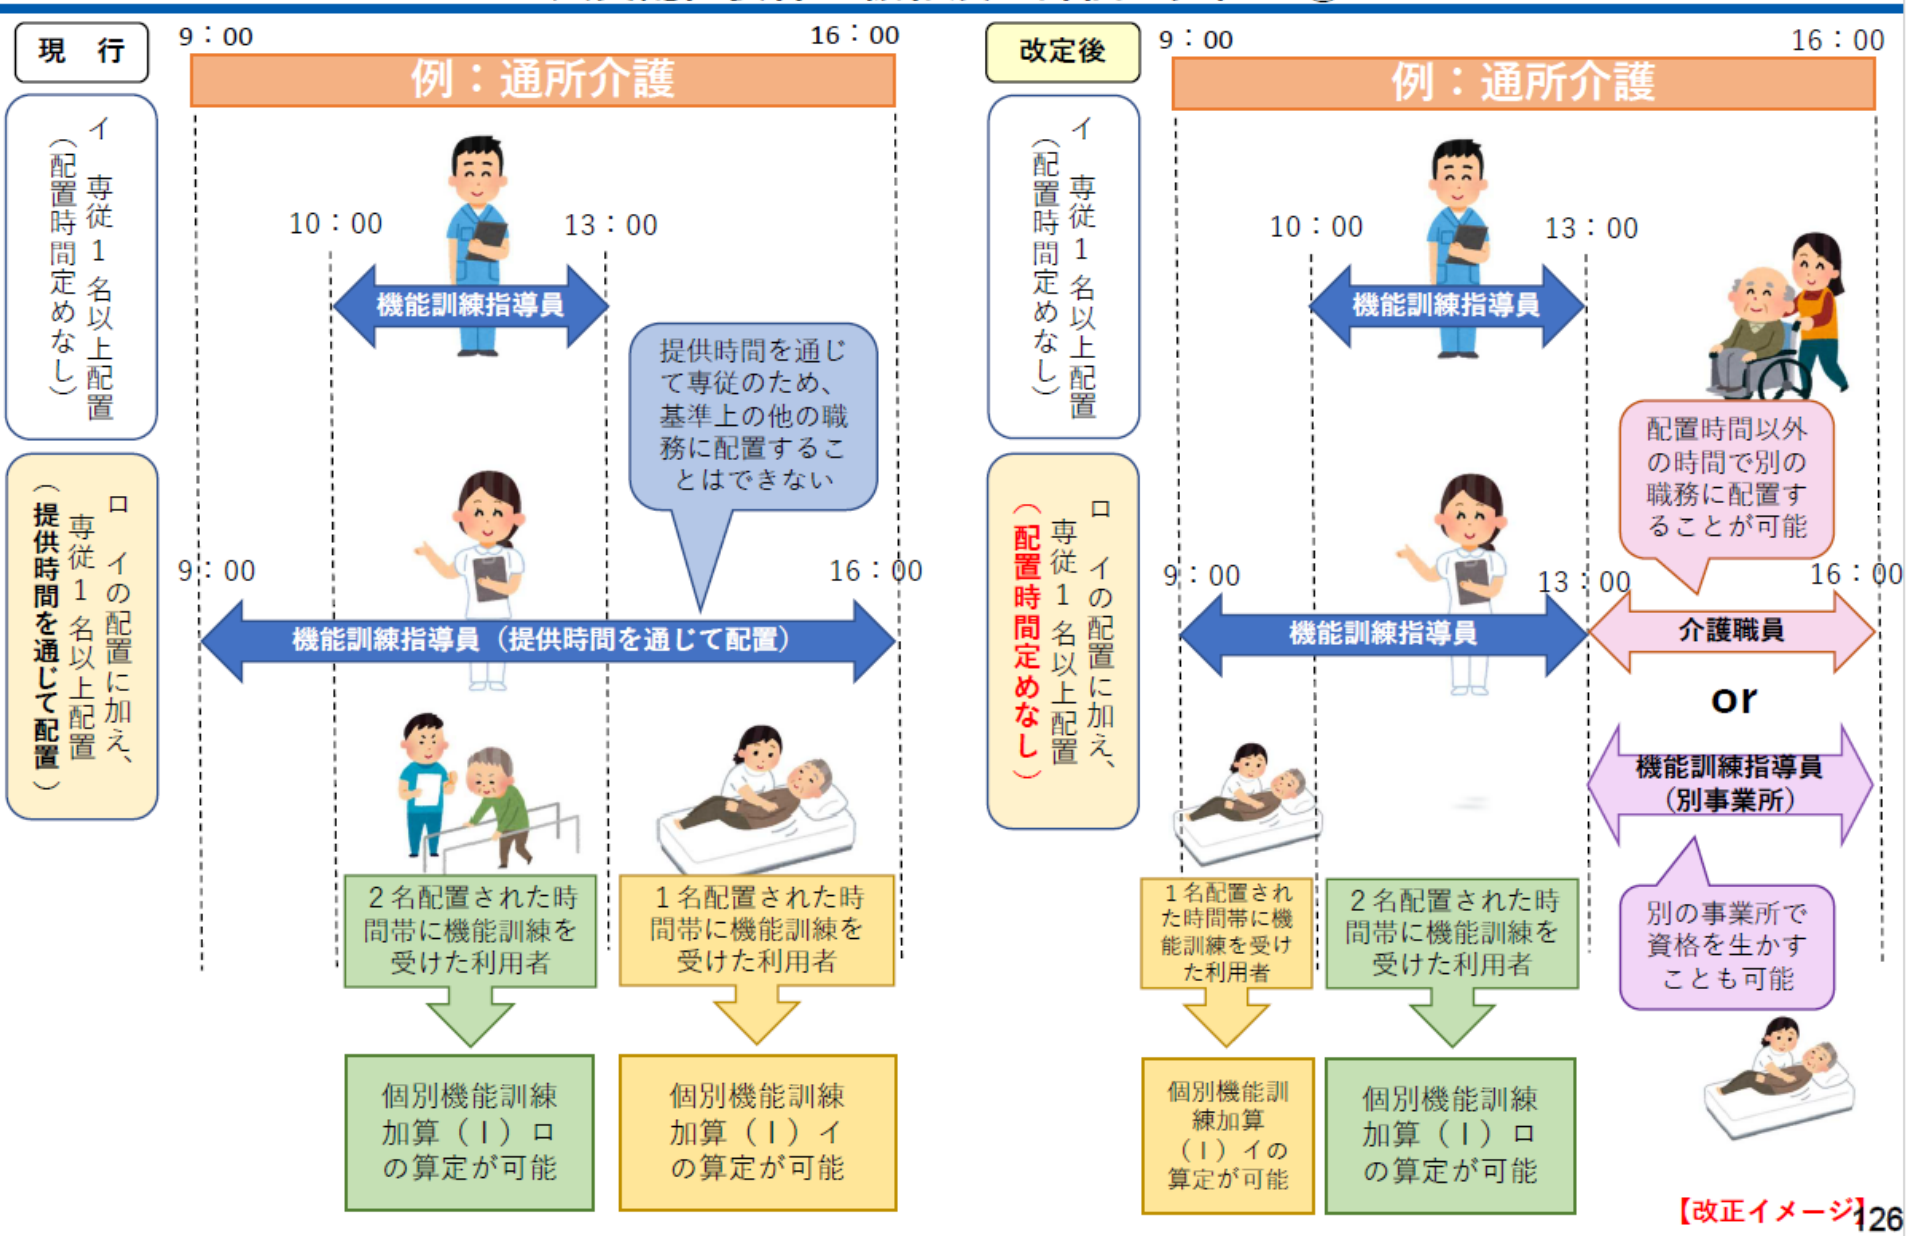 現　行
9：00
16：00
例：通所介護
イ　専従１名以上配置
（配置時間定めなし）
10：00
13：00
機能訓練指導員
提供時間を通じ
て専従のため、
基準上の他の職
務に配置するこ
とはできない
ロ　イの配置に加え、
専従１名以上配置
（提供時間を通じて配置）
9：00
16：00
機能訓練指導員（提供時間を通じて配置）
２名配置された時
間帯に機能訓練を
受けた利用者
１名配置された時
間帯に機能訓練を
受けた利用者
個別機能訓練
加算（Ⅰ）ロ
の算定が可能
個別機能訓練
加算（Ⅰ）イ
の算定が可能
改定後
9：00
16：00
例：通所介護
イ　専従１名以上配置
（配置時間定めなし）
10：00
13：00
機能訓練指導員
配置時間以外
の時間で別の
職務に配置す
ることが可能
ロ　イの配置に加え、
専従１名以上配置
（配置時間定めなし）
9：00
13：00
16：00
機能訓練指導員
介護職員
or
機能訓練指導員
（別事業所）
１名配置され
た時間帯に機
能訓練を受け
た利用者
２名配置された時
間帯に機能訓練を
受けた利用者
別の事業所で
資格を生かす
ことも可能
個別機能訓
練加算
（Ⅰ）イの
算定が可能
個別機能訓練
加算（Ⅰ）ロ
の算定が可能
【改正イメージ】
126